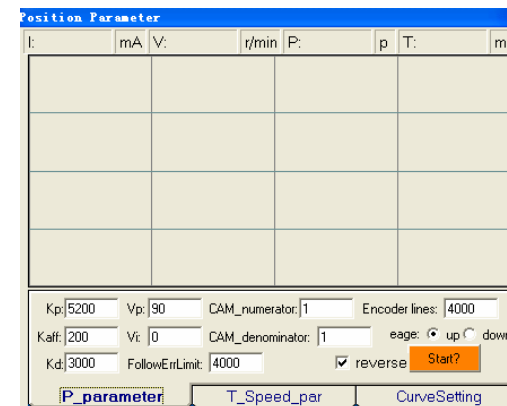 Position Parameter
I: mA V: r/min P: p T: m
Kp: 5200 Vp: 90 CAM_numerator: 1 Encoder lines: 4000
Kaff: 200 Vi: 0 CAM_denominator: 1 eage: up down
Kd: 3000 FollowErrLimit: 4000 reverse Start?
P_parameter T_Speed_par CurveSetting